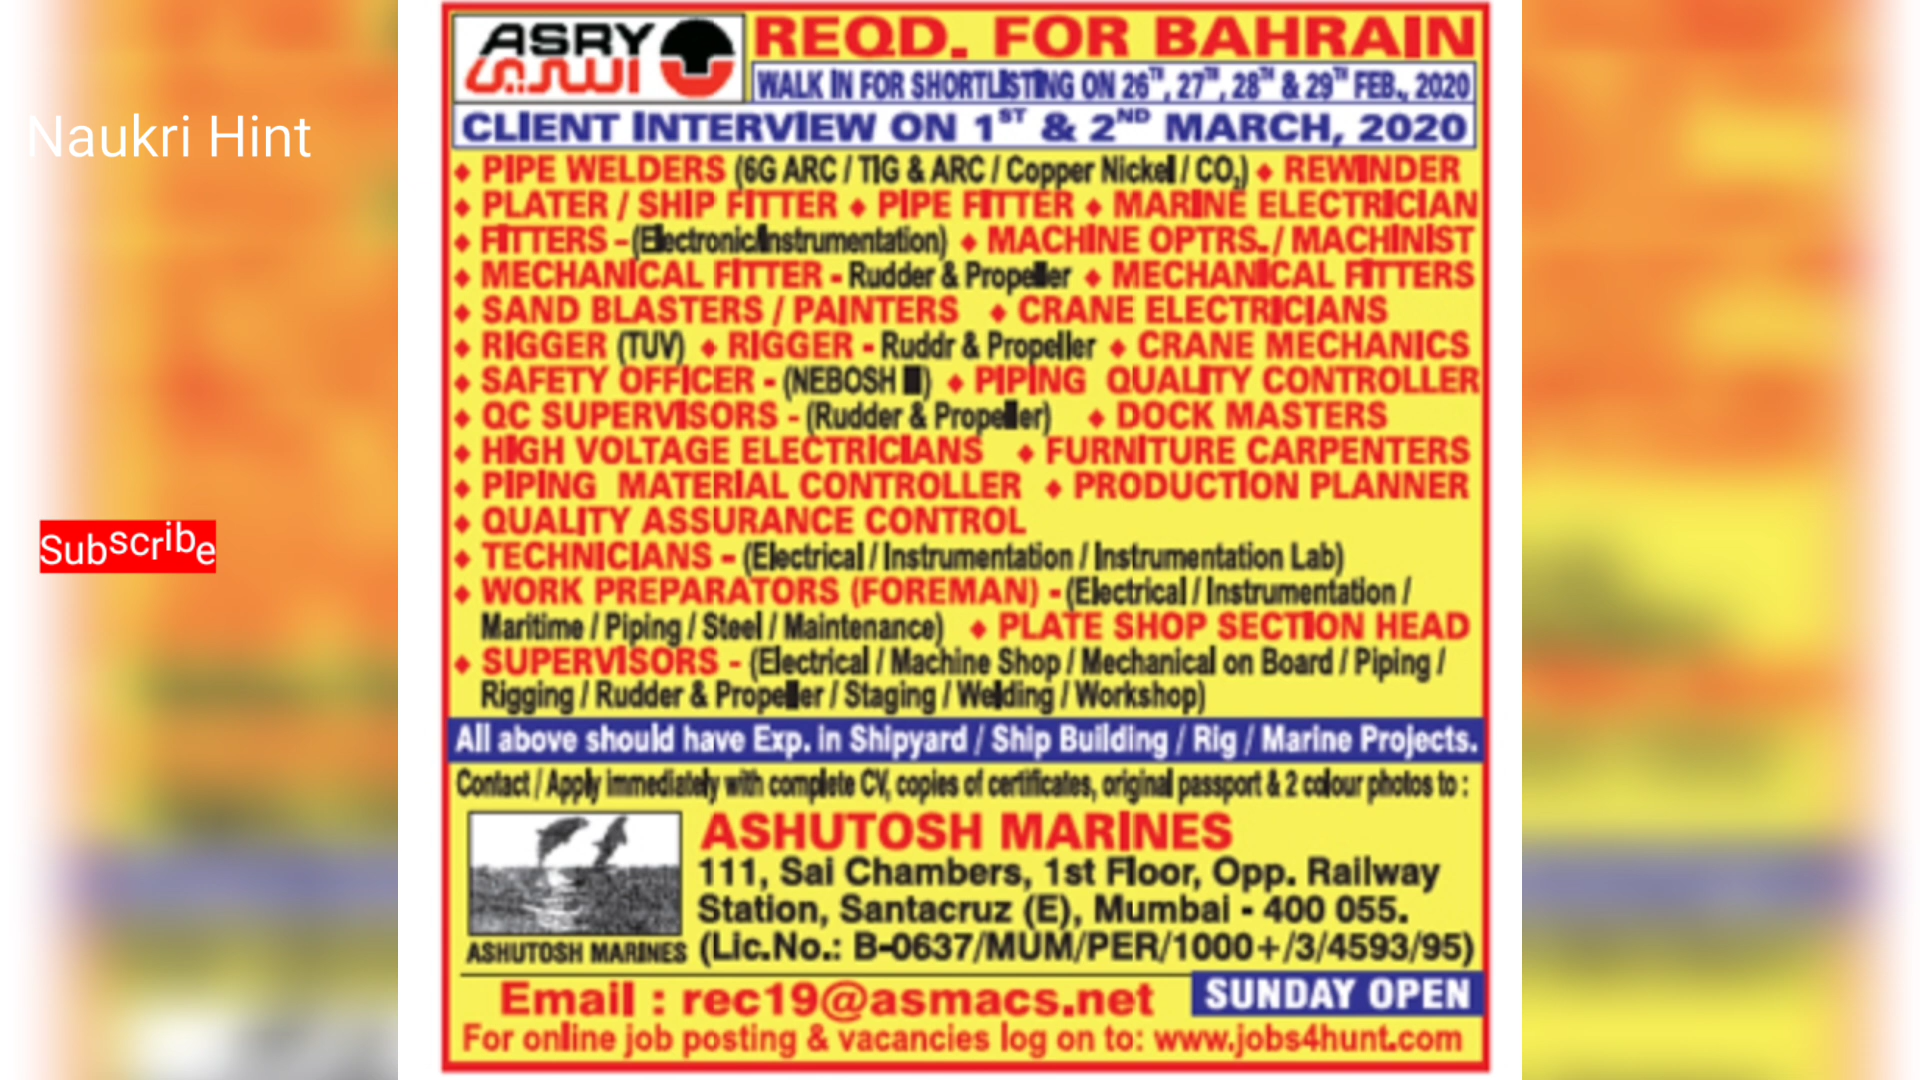 Naukri Hint
Subscribe
ASRY
اسري
REQD. FOR BAHRAIN
WALK IN FOR SHORTLISTING ON 26TH, 27TH, 28TH & 29TH FEB., 2020
CLIENT INTERVIEW ON 1ST & 2ND MARCH, 2020
♦ PIPE WELDERS (6G ARC / TIG & ARC / Copper Nickel / CO2) ♦ REWINDER
♦ PLATER / SHIP FITTER ♦ PIPE FITTER ♦ MARINE ELECTRICIAN
♦ FITTERS - (Electronic/Instrumentation) ♦ MACHINE OPTRS. / MACHINIST
♦ MECHANICAL FITTER - Rudder & Propeller ♦ MECHANICAL FITTERS
♦ SAND BLASTERS / PAINTERS ♦ CRANE ELECTRICIANS
♦ RIGGER (TUV) ♦ RIGGER - Ruddr & Propeller ♦ CRANE MECHANICS
♦ SAFETY OFFICER - (NEBOSH) ♦ PIPING QUALITY CONTROLLER
♦ QC SUPERVISORS - (Rudder & Propeller) ♦ DOCK MASTERS
♦ HIGH VOLTAGE ELECTRICIANS ♦ FURNITURE CARPENTERS
♦ PIPING MATERIAL CONTROLLER ♦ PRODUCTION PLANNER
♦ QUALITY ASSURANCE CONTROL
♦ TECHNICIANS - (Electrical / Instrumentation / Instrumentation Lab)
♦ WORK PREPARATORS (FOREMAN) - (Electrical / Instrumentation /
Maritime / Piping / Steel / Maintenance) ♦ PLATE SHOP SECTION HEAD
♦ SUPERVISORS - (Electrical / Machine Shop / Mechanical on Board / Piping /
Rigging / Rudder & Propeller / Staging / Welding / Workshop)
All above should have Exp. in Shipyard / Ship Building / Rig / Marine Projects.
Contact / Apply immediately with complete CV, copies of certificates, original passport & 2 colour photos to :
ASHUTOSH MARINES
111, Sai Chambers, 1st Floor, Opp. Railway
Station, Santacruz (E), Mumbai - 400 055.
ASHUTOSH MARINES (Lic.No.: B-0637/MUM/PER/1000+/3/4593/95)
Email : rec19@asmacs.net SUNDAY OPEN
For online job posting & vacancies log on to: www.jobs4hunt.com